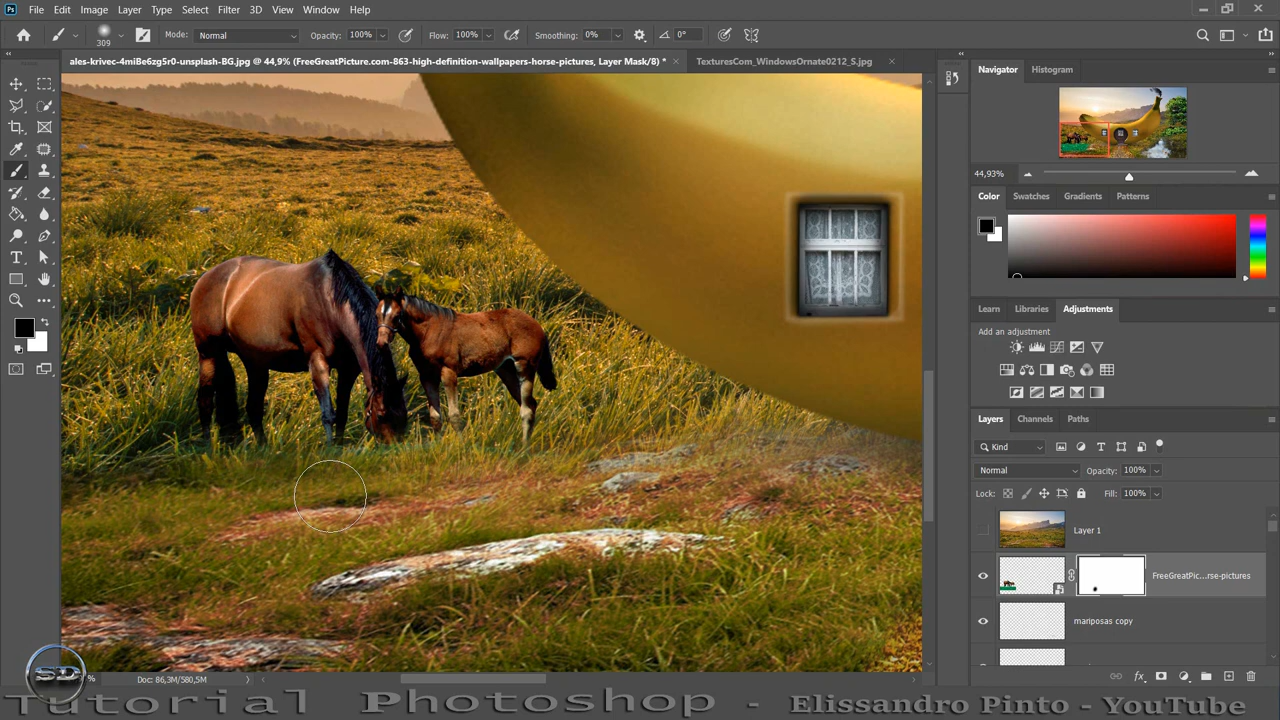 Ps File Edit Image Layer Type Select Filter 3D View Window Help
309 Mode: Normal Opacity: 100% Flow: 100% Smoothing: 0% 0°
ales-krivec-4miBe6zg5r0-unsplash-BG.jpg @ 44,9% (FreeGreatPicture.com-863-high-definition-wallpapers-horse-pictures, Layer Mask/8) * TexturesCom_WindowsOrnate0212_S.jpg
Navigator Histogram
44,93%
Color Swatches Gradients Patterns
Learn Libraries Adjustments
Add an adjustment
Layers Channels Paths
Kind
Normal Opacity: 100%
Lock: Fill: 100%
Layer 1
FreeGreatPic...rse-pictures
mariposas copy
SD % Doc: 86,3M/580,5M
Tutorial Photoshop - Elissandro Pinto - YouTube